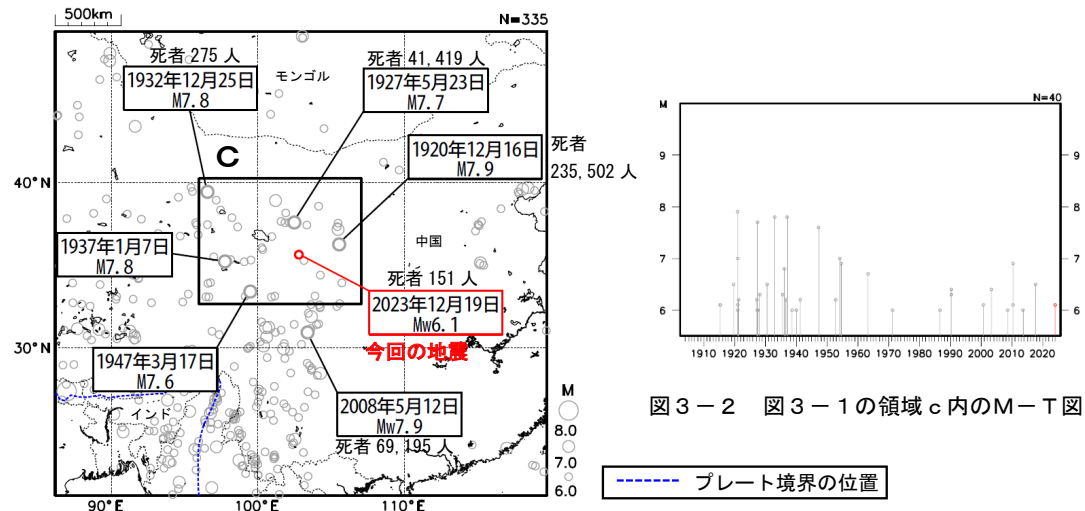 500km
N=335
死者 275 人
1932年12月25日
M7.8
モンゴル
死者 41,419 人
1927年5月23日
M7.7
C
1920年12月16日
M7.9
死者
235,502 人
40°N
1937年1月7日
M7.8
中国
死者 151 人
2023年12月19日
Mw6.1
今回の地震
30°N
1947年3月17日
M7.6
インド
2008年5月12日
Mw7.9
死者 69,195 人
M
8.0
7.0
6.0
90°E
100°E
110°E
M
N=40
9
9
8
8
7
7
6
6
1910 1920 1930 1940 1950 1960 1970 1980 1990 2000 2010 2020
図3-2 図3-1の領域c内のM-T図
プレート境界の位置